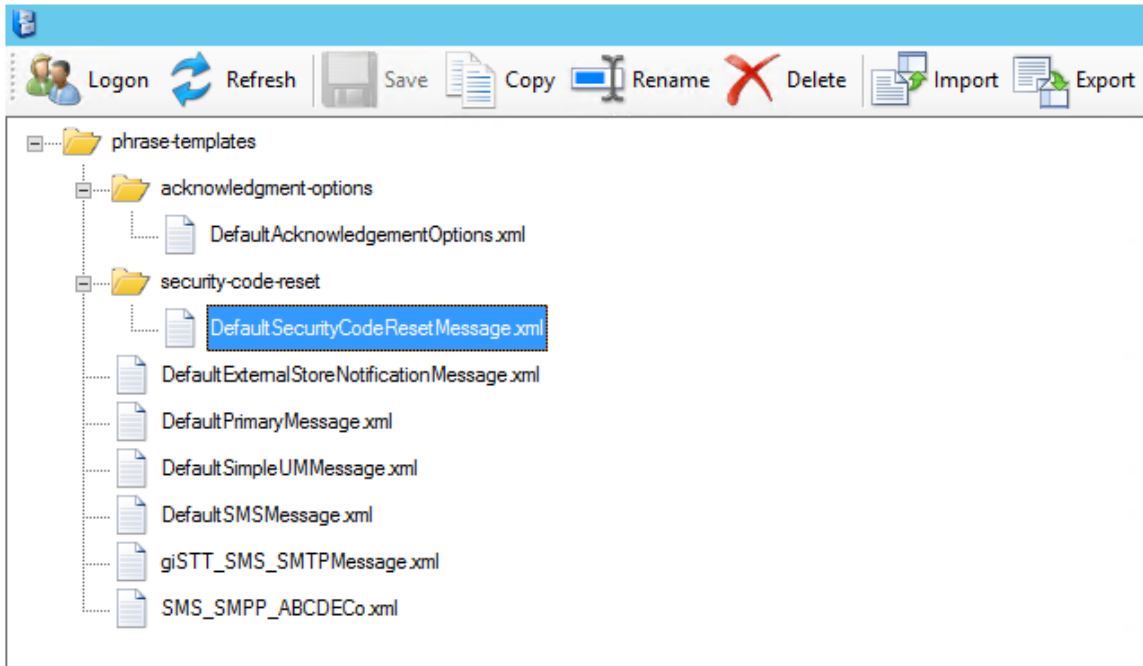 Logon Refresh Save Copy Rename Delete Import Export
phrase-templates
acknowledgment-options
DefaultAcknowledgementOptions.xml
security-code-reset
DefaultSecurityCodeResetMessage.xml
DefaultExternalStoreNotificationMessage.xml
DefaultPrimaryMessage.xml
DefaultSimpleUMMessage.xml
DefaultSMSMessage.xml
giSTT_SMS_SMTPMessage.xml
SMS_SMPP_ABCDECo.xml